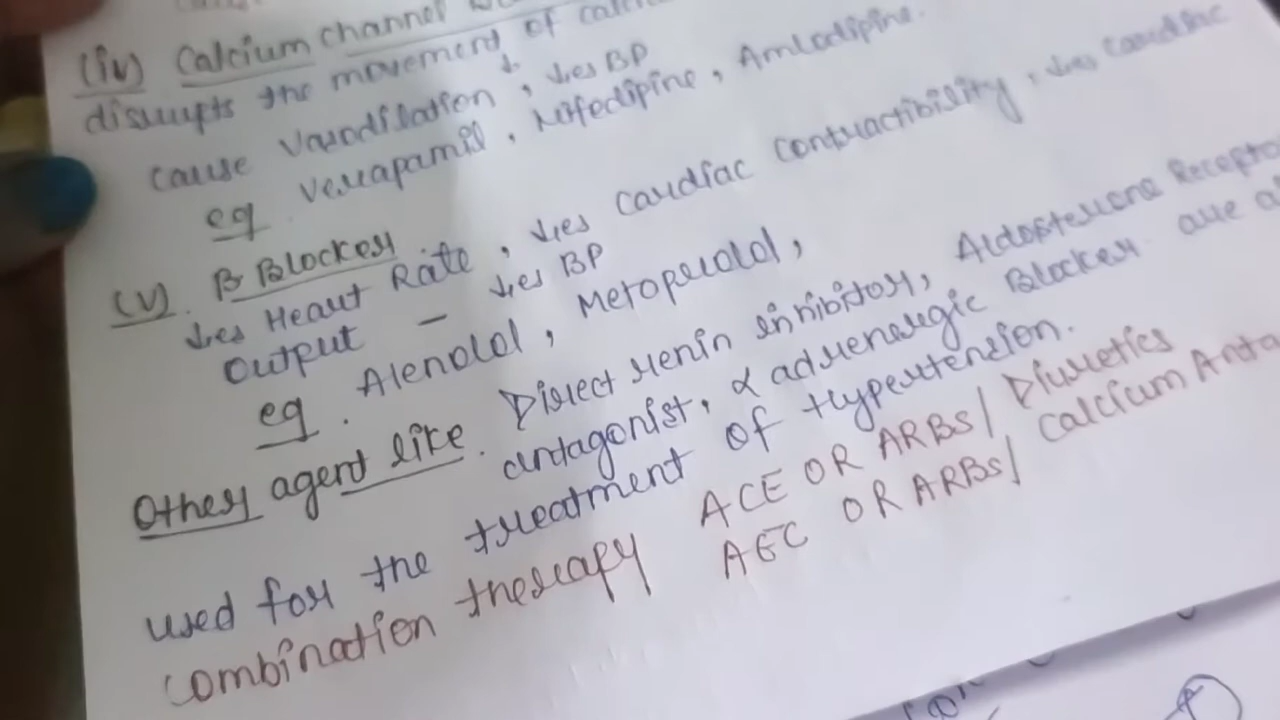 (iv) Calcium channel
disrupts the movement of calci
cause vasodilation, ↓es BP
eg. Verapamil, Nifedipine, Amlodipine.
(v). B Blocker
↓es Heart Rate, ↓es cardiac contractibility, ↓es cardiac
output – ↓es BP
eg. Atenolol, Metoperolol,
Other agent like. Direct renin inhibitor, Aldosterone Recepto
antagonist, α adrenergic Blocker are a
used for the treatment of Hypertension.
combination therapy ACE OR ARBS/ Diuretics
AEC OR ARBS/ Calcium Anta